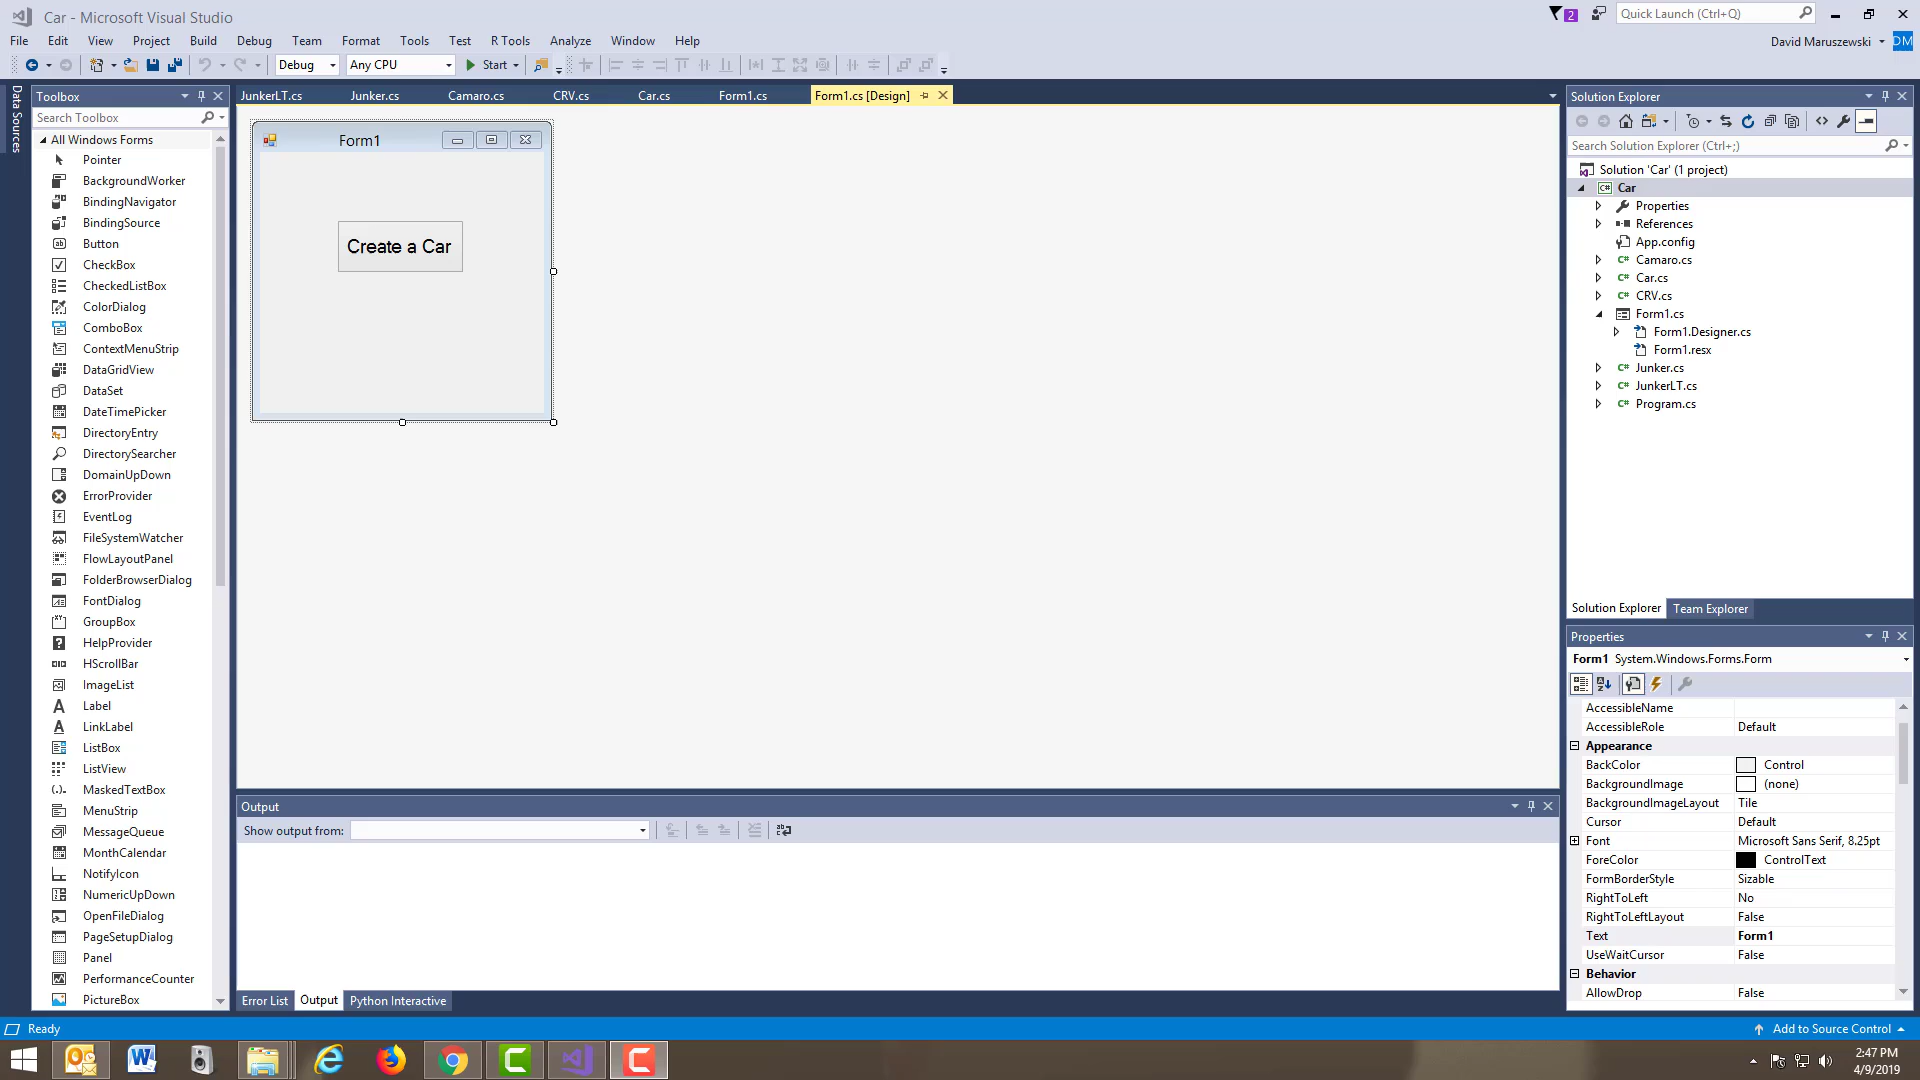 Car - Microsoft Visual Studio
2
Quick Launch (Ctrl+Q)
File Edit View Project Build Debug Team Format Tools Test R Tools Analyze Window Help
David Maruszewski
DM
Debug
Any CPU
Start
Data Sources
Toolbox
Search Toolbox
All Windows Forms
Pointer
BackgroundWorker
BindingNavigator
BindingSource
Button
CheckBox
CheckedListBox
ColorDialog
ComboBox
ContextMenuStrip
DataGridView
DataSet
DateTimePicker
DirectoryEntry
DirectorySearcher
DomainUpDown
ErrorProvider
EventLog
FileSystemWatcher
FlowLayoutPanel
FolderBrowserDialog
FontDialog
GroupBox
HelpProvider
HScrollBar
ImageList
Label
LinkLabel
ListBox
ListView
MaskedTextBox
MenuStrip
MessageQueue
MonthCalendar
NotifyIcon
NumericUpDown
OpenFileDialog
PageSetupDialog
Panel
PerformanceCounter
PictureBox
JunkerLT.cs Junker.cs Camaro.cs CRV.cs Car.cs Form1.cs Form1.cs [Design]
Form1
Create a Car
Output
Show output from:
Error List Output Python Interactive
Solution Explorer
Search Solution Explorer (Ctrl+;)
Solution 'Car' (1 project)
Car
Properties
References
App.config
Camaro.cs
Car.cs
CRV.cs
Form1.cs
Form1.Designer.cs
Form1.resx
Junker.cs
JunkerLT.cs
Program.cs
Solution Explorer Team Explorer
Properties
Form1 System.Windows.Forms.Form
AccessibleName
AccessibleRole Default
Appearance
BackColor Control
BackgroundImage (none)
BackgroundImageLayout Tile
Cursor Default
Font Microsoft Sans Serif, 8.25pt
ForeColor ControlText
FormBorderStyle Sizable
RightToLeft No
RightToLeftLayout False
Text Form1
UseWaitCursor False
Behavior
AllowDrop False
Ready
Add to Source Control
2:47 PM
4/9/2019